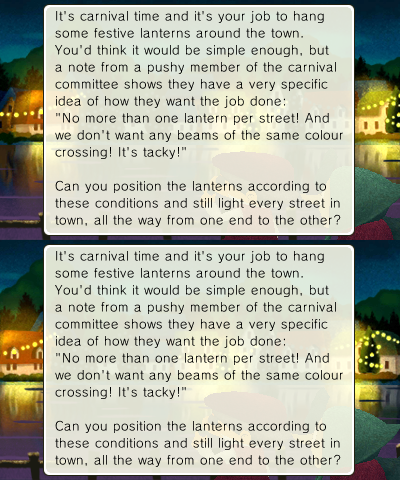 It's carnival time and it's your job to hang
some festive lanterns around the town.
You'd think it would be simple enough, but
a note from a pushy member of the carnival
committee shows they have a very specific
idea of how they want the job done:
"No more than one lantern per street! And
we don't want any beams of the same colour
crossing! It's tacky!"

Can you position the lanterns according to
these conditions and still light every street in
town, all the way from one end to the other?

It's carnival time and it's your job to hang
some festive lanterns around the town.
You'd think it would be simple enough, but
a note from a pushy member of the carnival
committee shows they have a very specific
idea of how they want the job done:
"No more than one lantern per street! And
we don't want any beams of the same colour
crossing! It's tacky!"

Can you position the lanterns according to
these conditions and still light every street in
town, all the way from one end to the other?